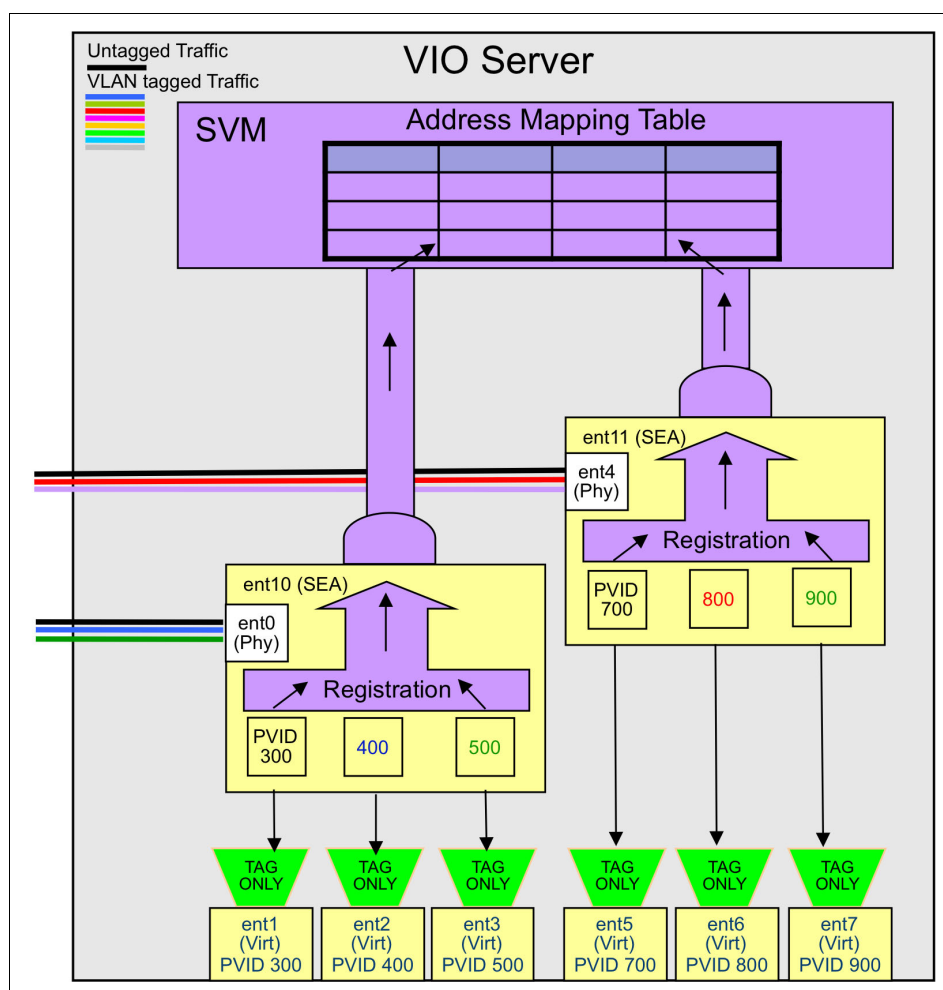 Untagged Traffic
VLAN tagged Traffic
VIO Server
SVM
Address Mapping Table
ent11 (SEA)
ent4
(Phy)
Registration
PVID
700
800
900
ent10 (SEA)
ent0
(Phy)
Registration
PVID
300
400
500
TAG
ONLY
TAG
ONLY
TAG
ONLY
TAG
ONLY
TAG
ONLY
TAG
ONLY
ent1
(Virt)
PVID 300
ent2
(Virt)
PVID 400
ent3
(Virt)
PVID 500
ent5
(Virt)
PVID 700
ent6
(Virt)
PVID 800
ent7
(Virt)
PVID 900